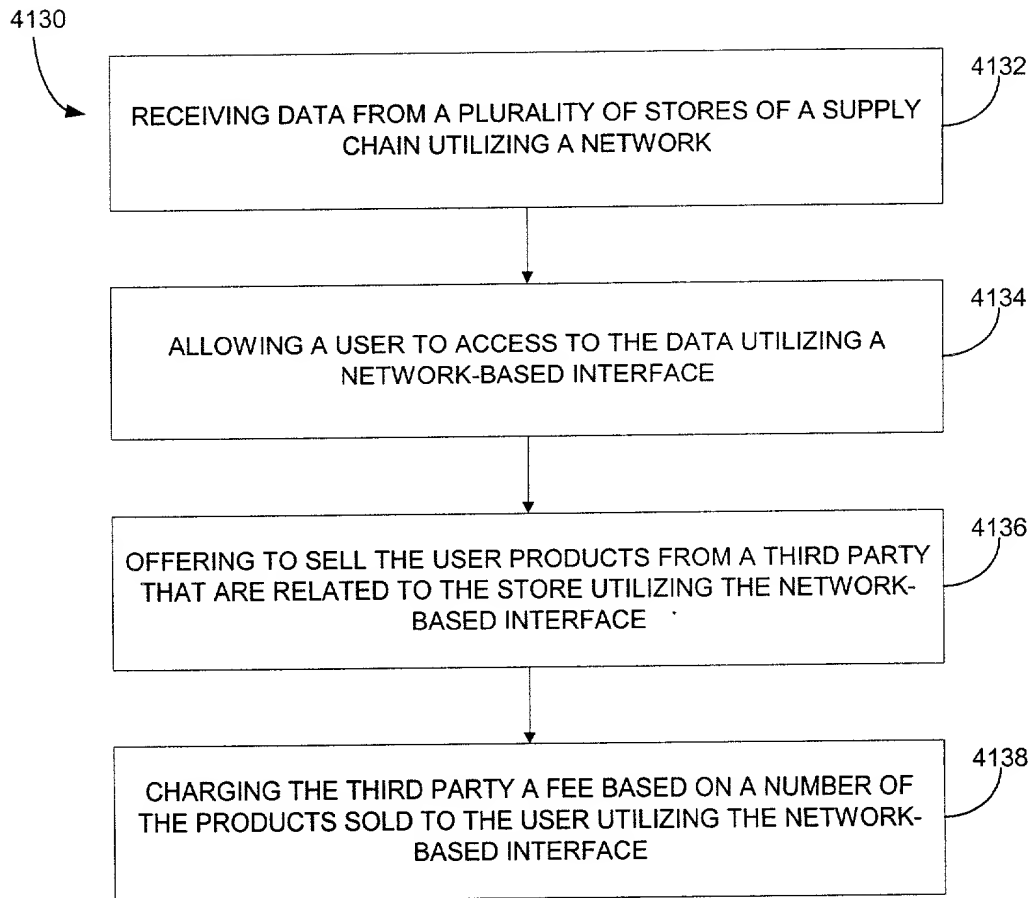 4130
4132
RECEIVING DATA FROM A PLURALITY OF STORES OF A SUPPLY
CHAIN UTILIZING A NETWORK
4134
ALLOWING A USER TO ACCESS TO THE DATA UTILIZING A
NETWORK-BASED INTERFACE
4136
OFFERING TO SELL THE USER PRODUCTS FROM A THIRD PARTY
THAT ARE RELATED TO THE STORE UTILIZING THE NETWORK-
BASED INTERFACE
4138
CHARGING THE THIRD PARTY A FEE BASED ON A NUMBER OF
THE PRODUCTS SOLD TO THE USER UTILIZING THE NETWORK-
BASED INTERFACE